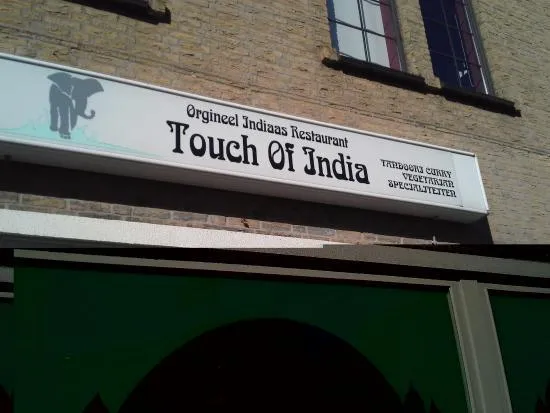 Orgineel Indiaas Restaurant
Touch Of India
TANDOORI CURRY
VEGETARIAN
SPECIALITEITEN